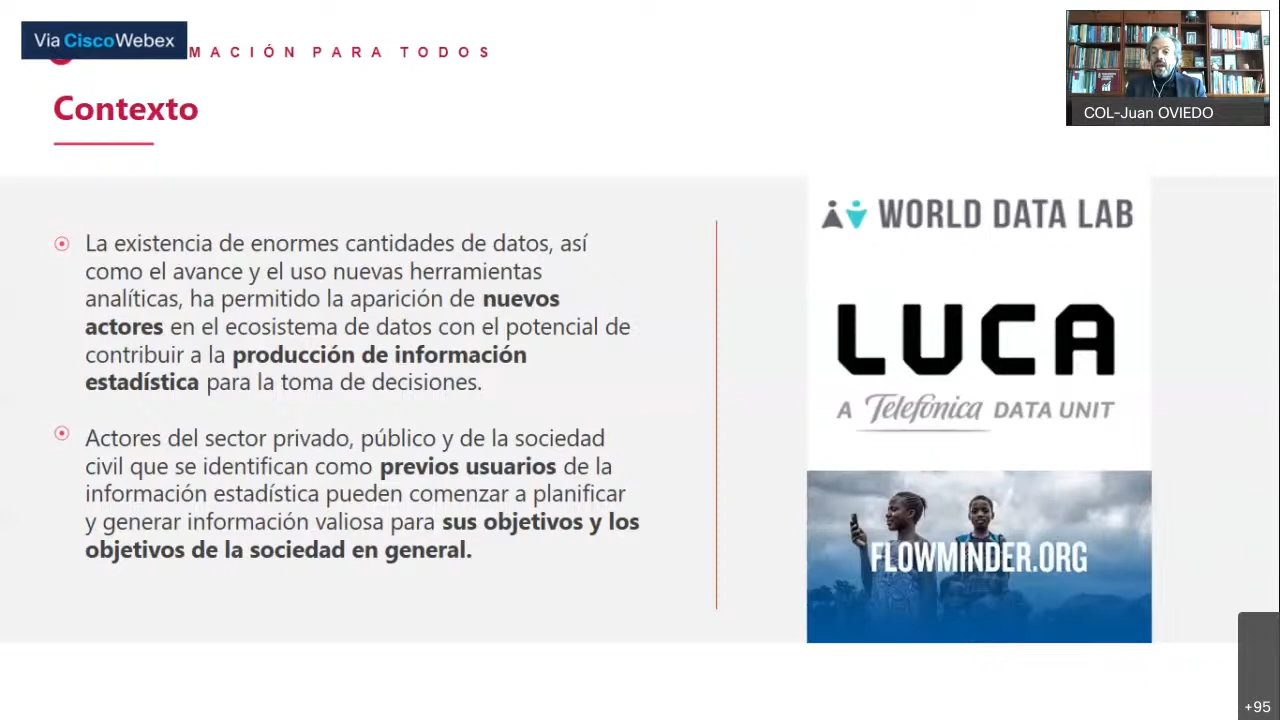 Vía Cisco Webex
MACIÓN PARA TODOS
Contexto
COL-Juan OVIEDO
La existencia de enormes cantidades de datos, así
como el avance y el uso nuevas herramientas
analíticas, ha permitido la aparición de nuevos
actores en el ecosistema de datos con el potencial de
contribuir a la producción de información
estadística para la toma de decisiones.
Actores del sector privado, público y de la sociedad
civil que se identifican como previos usuarios de la
información estadística pueden comenzar a planificar
y generar información valiosa para sus objetivos y los
objetivos de la sociedad en general.
WORLD DATA LAB
LUCA
A Telefónica DATA UNIT
FLOWMINDER.ORG
+95